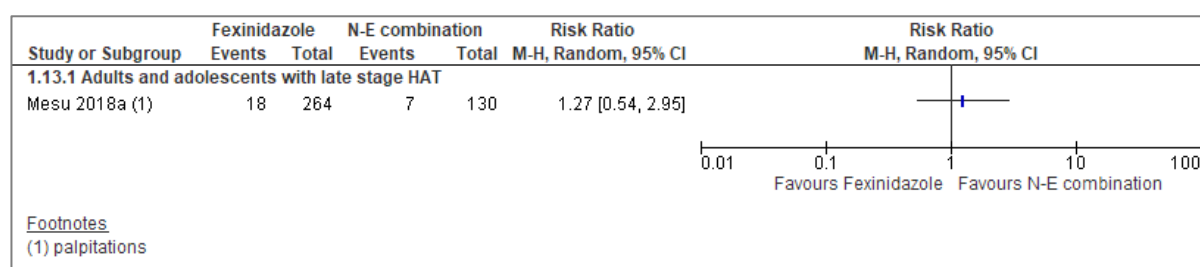 Fexinidazole N-E combination Risk Ratio Risk Ratio
Study or Subgroup Events Total Events Total M-H, Random, 95% CI M-H, Random, 95% CI
1.13.1 Adults and adolescents with late stage HAT
Mesu 2018a (1) 18 264 7 130 1.27 [0.54, 2.95]
0.01 0.1 1 10 100
Favours Fexinidazole Favours N-E combination
Footnotes
(1) palpitations